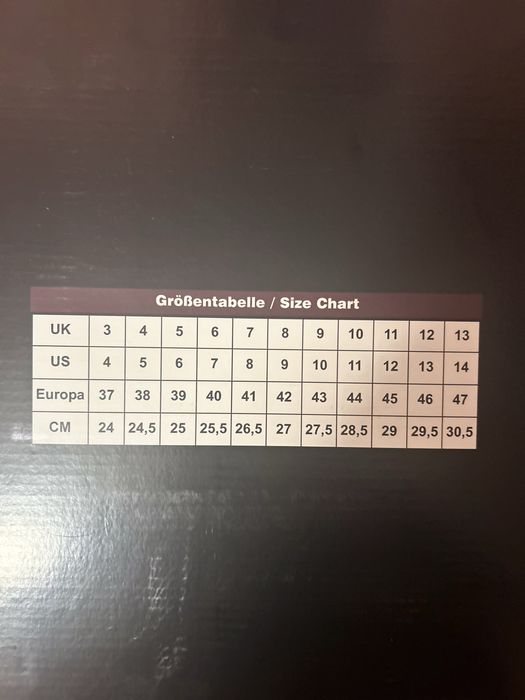 Größentabelle / Size Chart
UK 3 4 5 6 7 8 9 10 11 12 13
US 4 5 6 7 8 9 10 11 12 13 14
Europa 37 38 39 40 41 42 43 44 45 46 47
CM 24 24,5 25 25,5 26,5 27 27,5 28,5 29 29,5 30,5